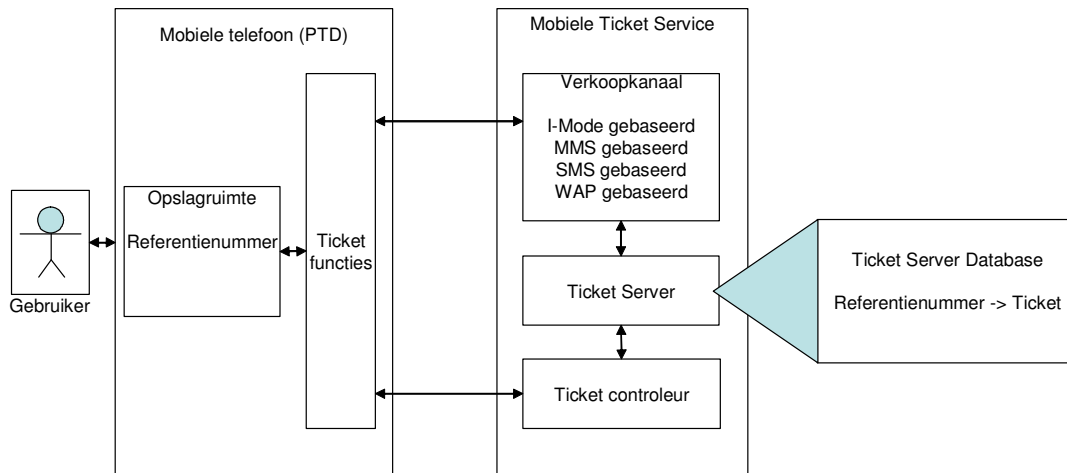 Mobiele telefoon (PTD)
Mobiele Ticket Service
Verkoopkanaal
I-Mode gebaseerd
MMS gebaseerd
SMS gebaseerd
WAP gebaseerd
Opslagruimte
Referentienummer
Ticket
functies
Gebruiker
Ticket Server
Ticket Server Database
Referentienummer -> Ticket
Ticket controleur